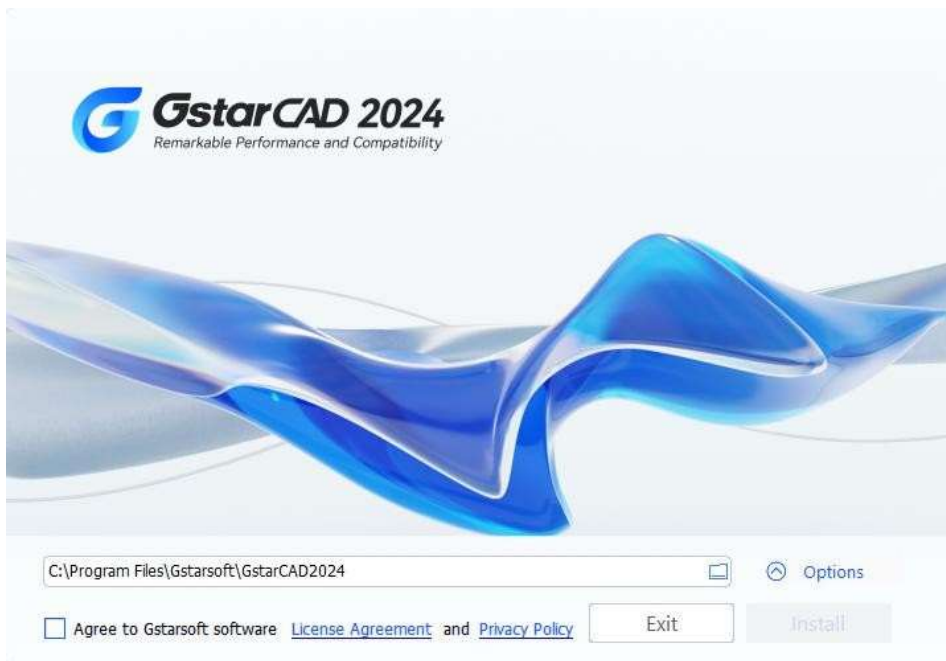 GstarCAD 2024
Remarkable Performance and Compatibility
C:\Program Files\Gstarsoft\GstarCAD2024
Options
Agree to Gstarsoft software License Agreement and Privacy Policy
Exit
Install